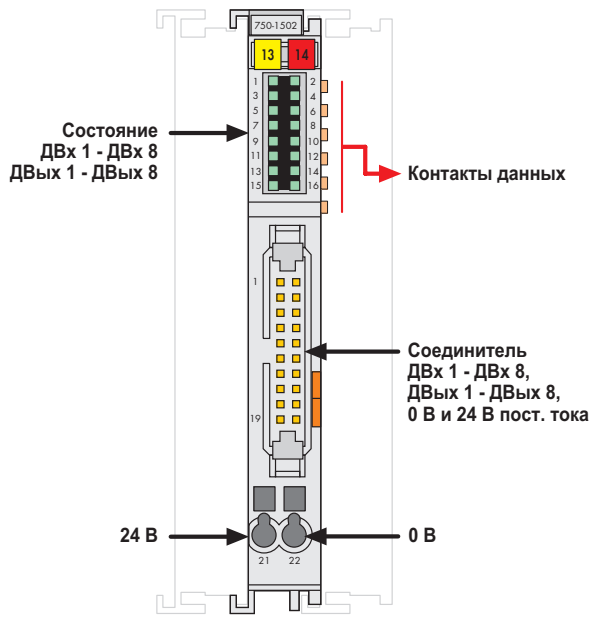 750-1502
13 14
1 2
3 4
5 6
7 8
9 10
11 12
13 14
15 16
Состояние
ДВх 1 - ДВх 8
ДВых 1 - ДВых 8
Контакты данных
1
Соединитель
ДВх 1 - ДВх 8,
ДВых 1 - ДВых 8,
0 В и 24 В пост. тока
19
24 В
0 В
21 22